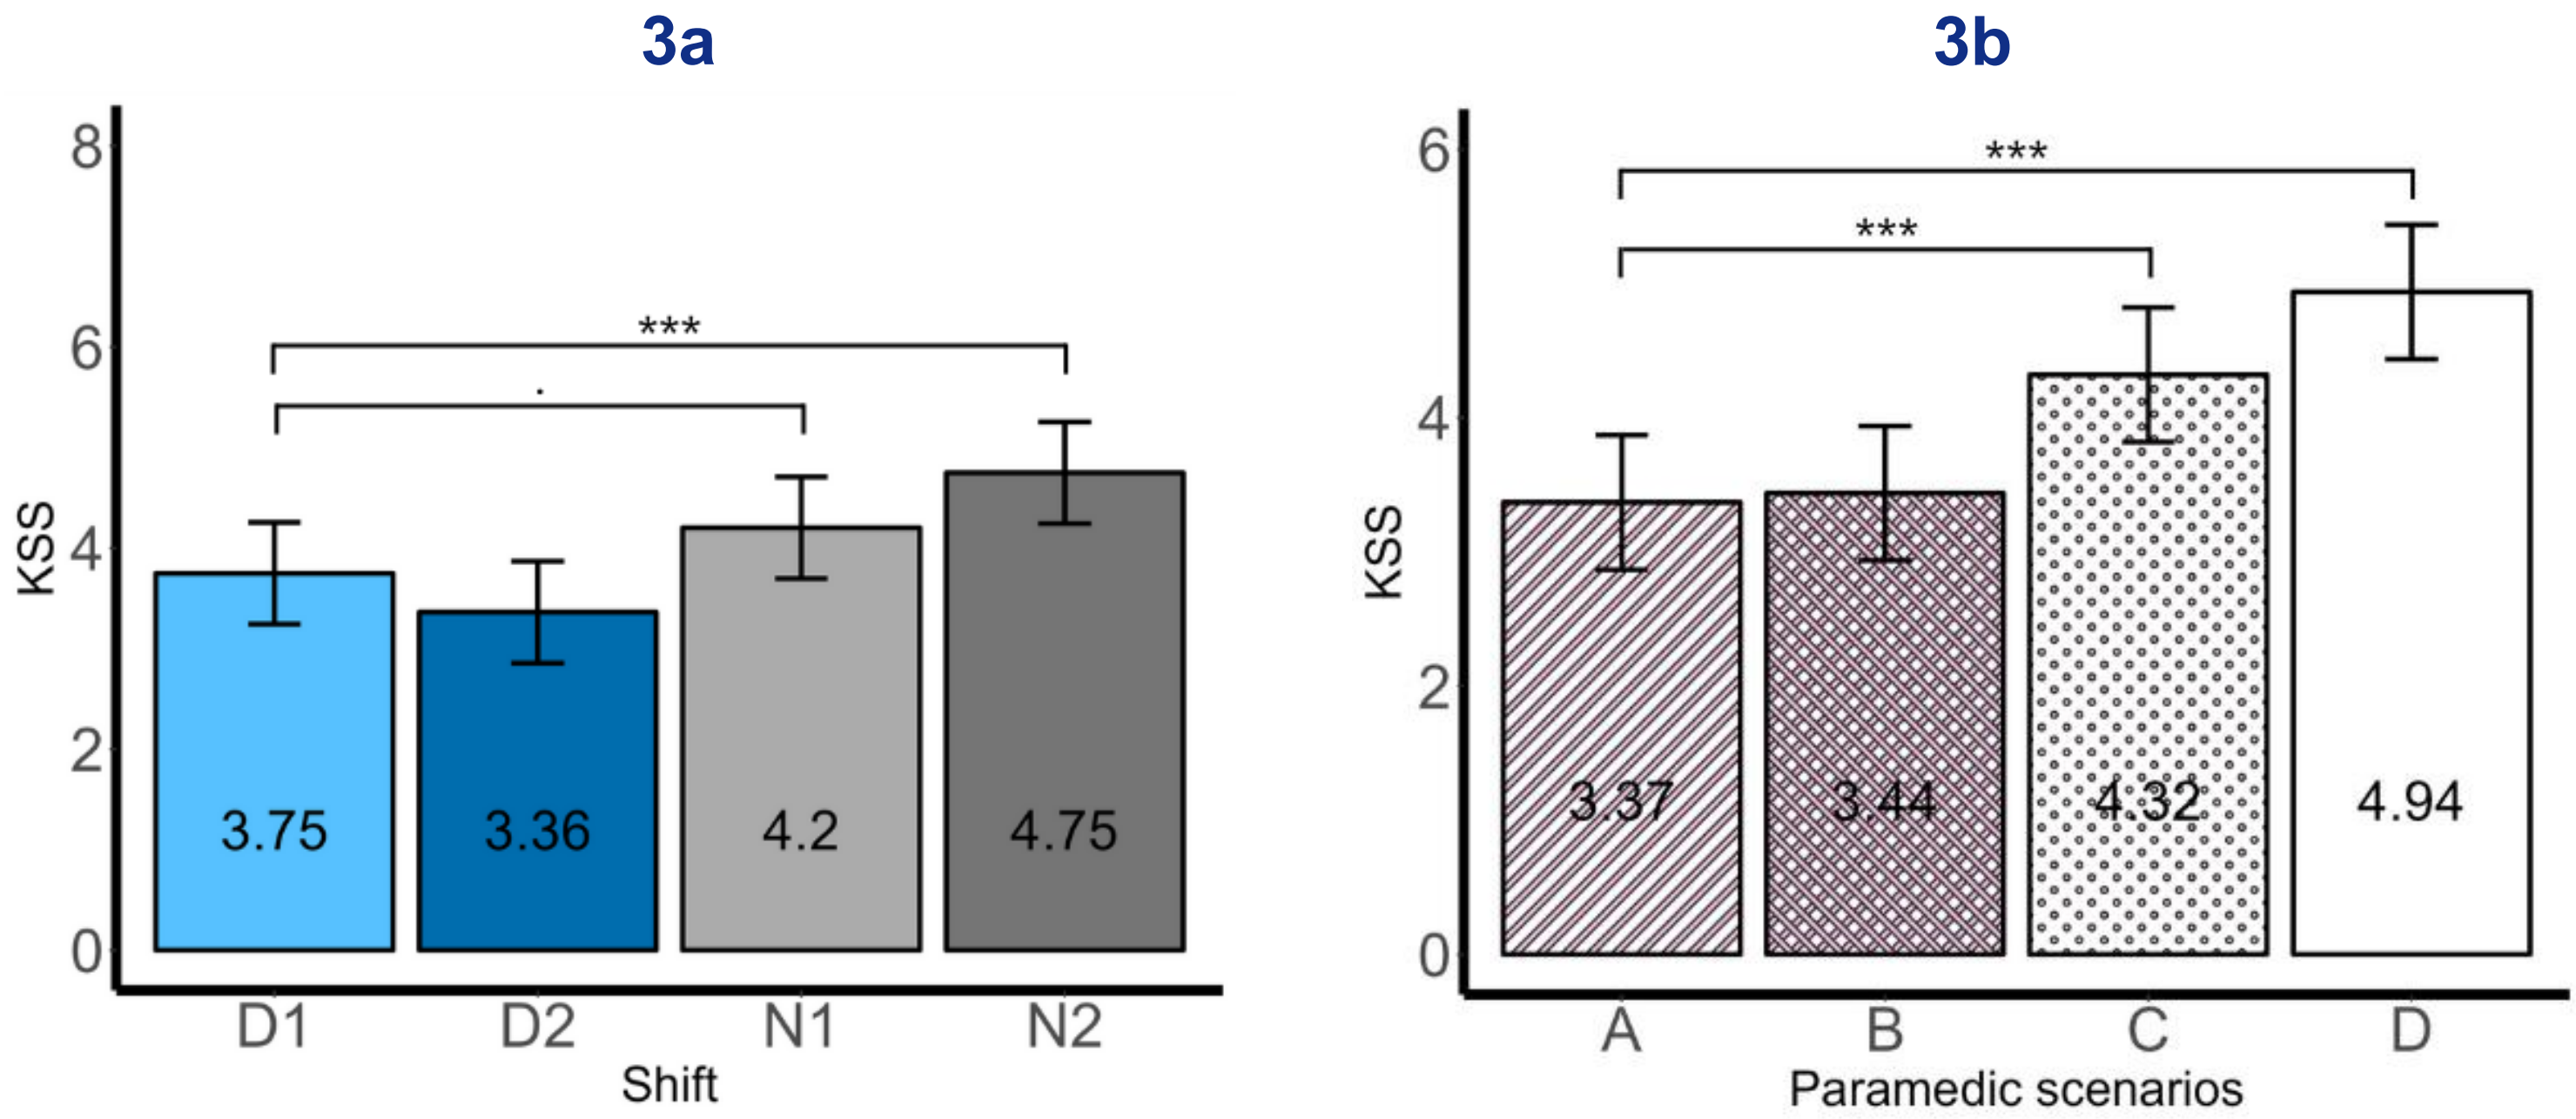 3a
8
6
4
2
0
KSS
***
.
3.75
3.36
4.2
4.75
D1
D2
N1
N2
Shift
3b
6
4
2
0
KSS
***
***
3.37
3.44
4.32
4.94
A
B
C
D
Paramedic scenarios